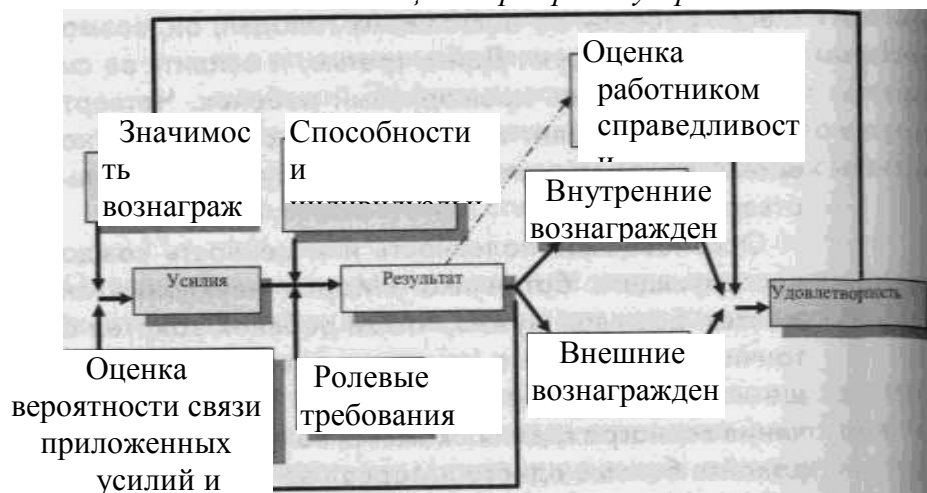 Оценка
работником
справедливост
Значимос
ть
вознаграж
Способности
и
Внутренние
вознагражден
Усилия
Результат
Удовлетворность
Внешние
вознагражден
Оценка
вероятности связи
приложенных
усилий и
Ролевые
требования